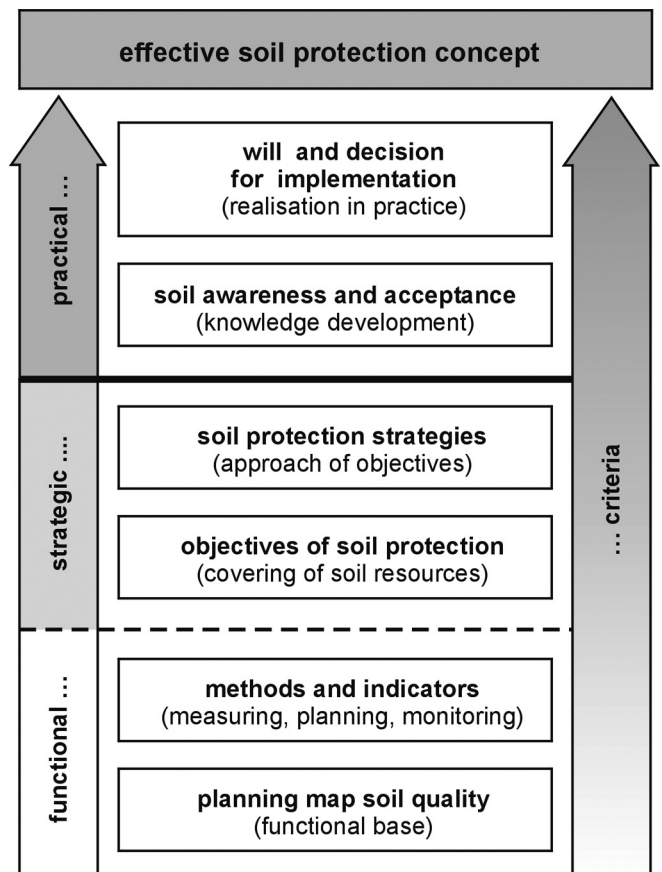 effective soil protection concept
will and decision
for implementation
(realisation in practice)
soil awareness and acceptance
(knowledge development)
practical ...
soil protection strategies
(approach of objectives)
objectives of soil protection
(covering of soil resources)
strategic ....
methods and indicators
(measuring, planning, monitoring)
planning map soil quality
(functional base)
functional ...
... criteria